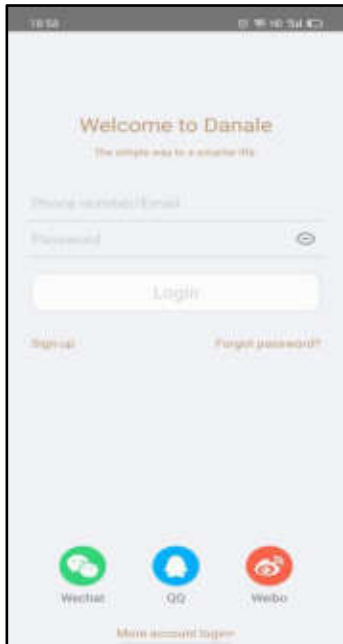 Welcome to Danale
The simple way to a smarter life
Phone number/Email
Password
Login
Sign up Forgot password?
Wechat QQ Weibo
More account logins